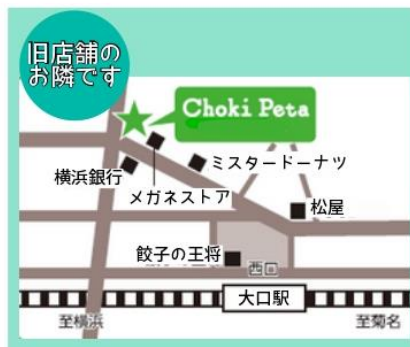 旧店舗の
お隣です
Choki Peta
ミスタードーナツ
横浜銀行
メガネストア
松屋
餃子の王将
西口
大口駅
至横浜
至菊名